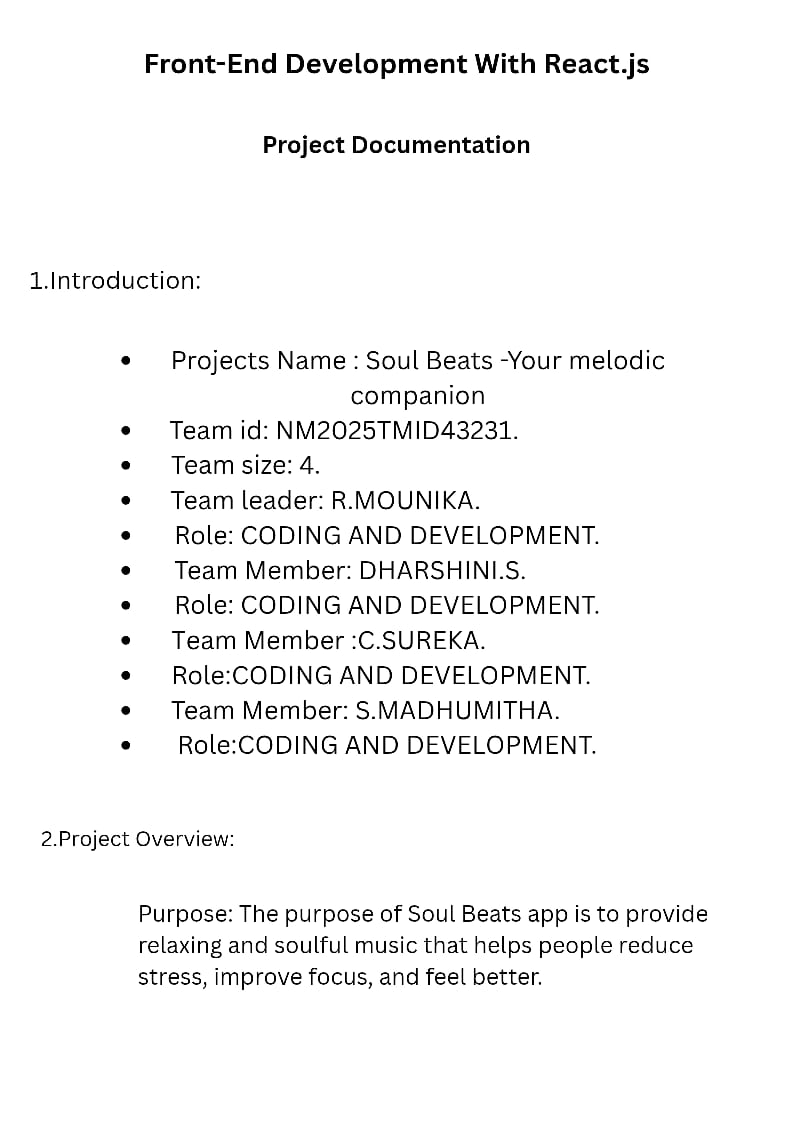 Front-End Development With React.js
Project Documentation
1.Introduction:
• Projects Name : Soul Beats -Your melodic
companion
• Team id: NM2025TMID43231.
• Team size: 4.
• Team leader: R.MOUNIKA.
• Role: CODING AND DEVELOPMENT.
• Team Member: DHARSHINI.S.
• Role: CODING AND DEVELOPMENT.
• Team Member :C.SUREKA.
• Role:CODING AND DEVELOPMENT.
• Team Member: S.MADHUMITHA.
• Role:CODING AND DEVELOPMENT.
2.Project Overview:
Purpose: The purpose of Soul Beats app is to provide
relaxing and soulful music that helps people reduce
stress, improve focus, and feel better.